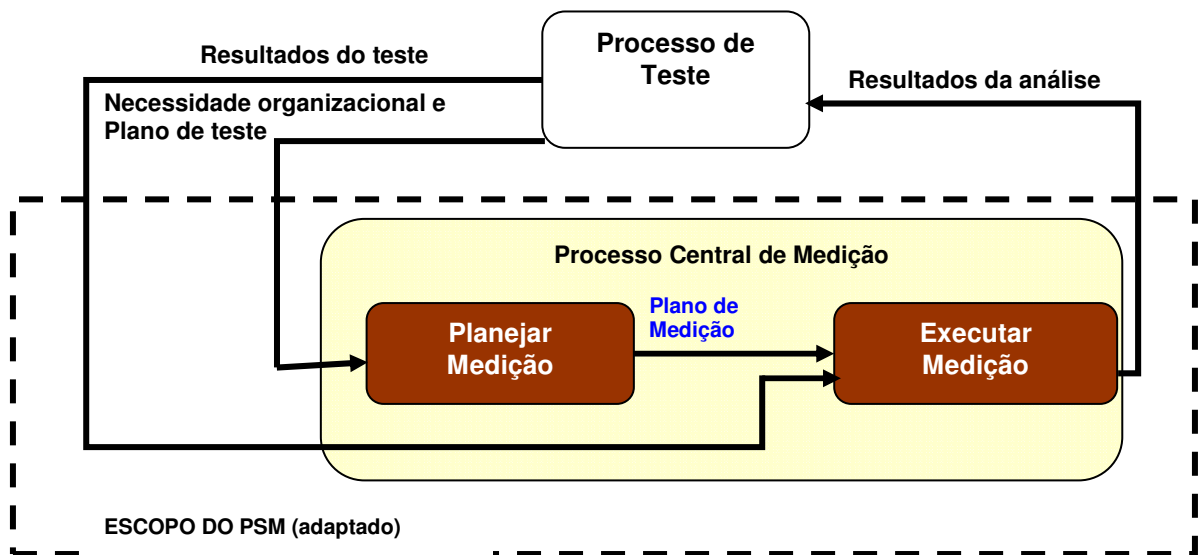 Processo de
Teste
Resultados do teste
Resultados da análise
Necessidade organizacional e
Plano de teste
Processo Central de Medição
Plano de
Medição
Planejar
Medição
Executar
Medição
ESCOPO DO PSM (adaptado)